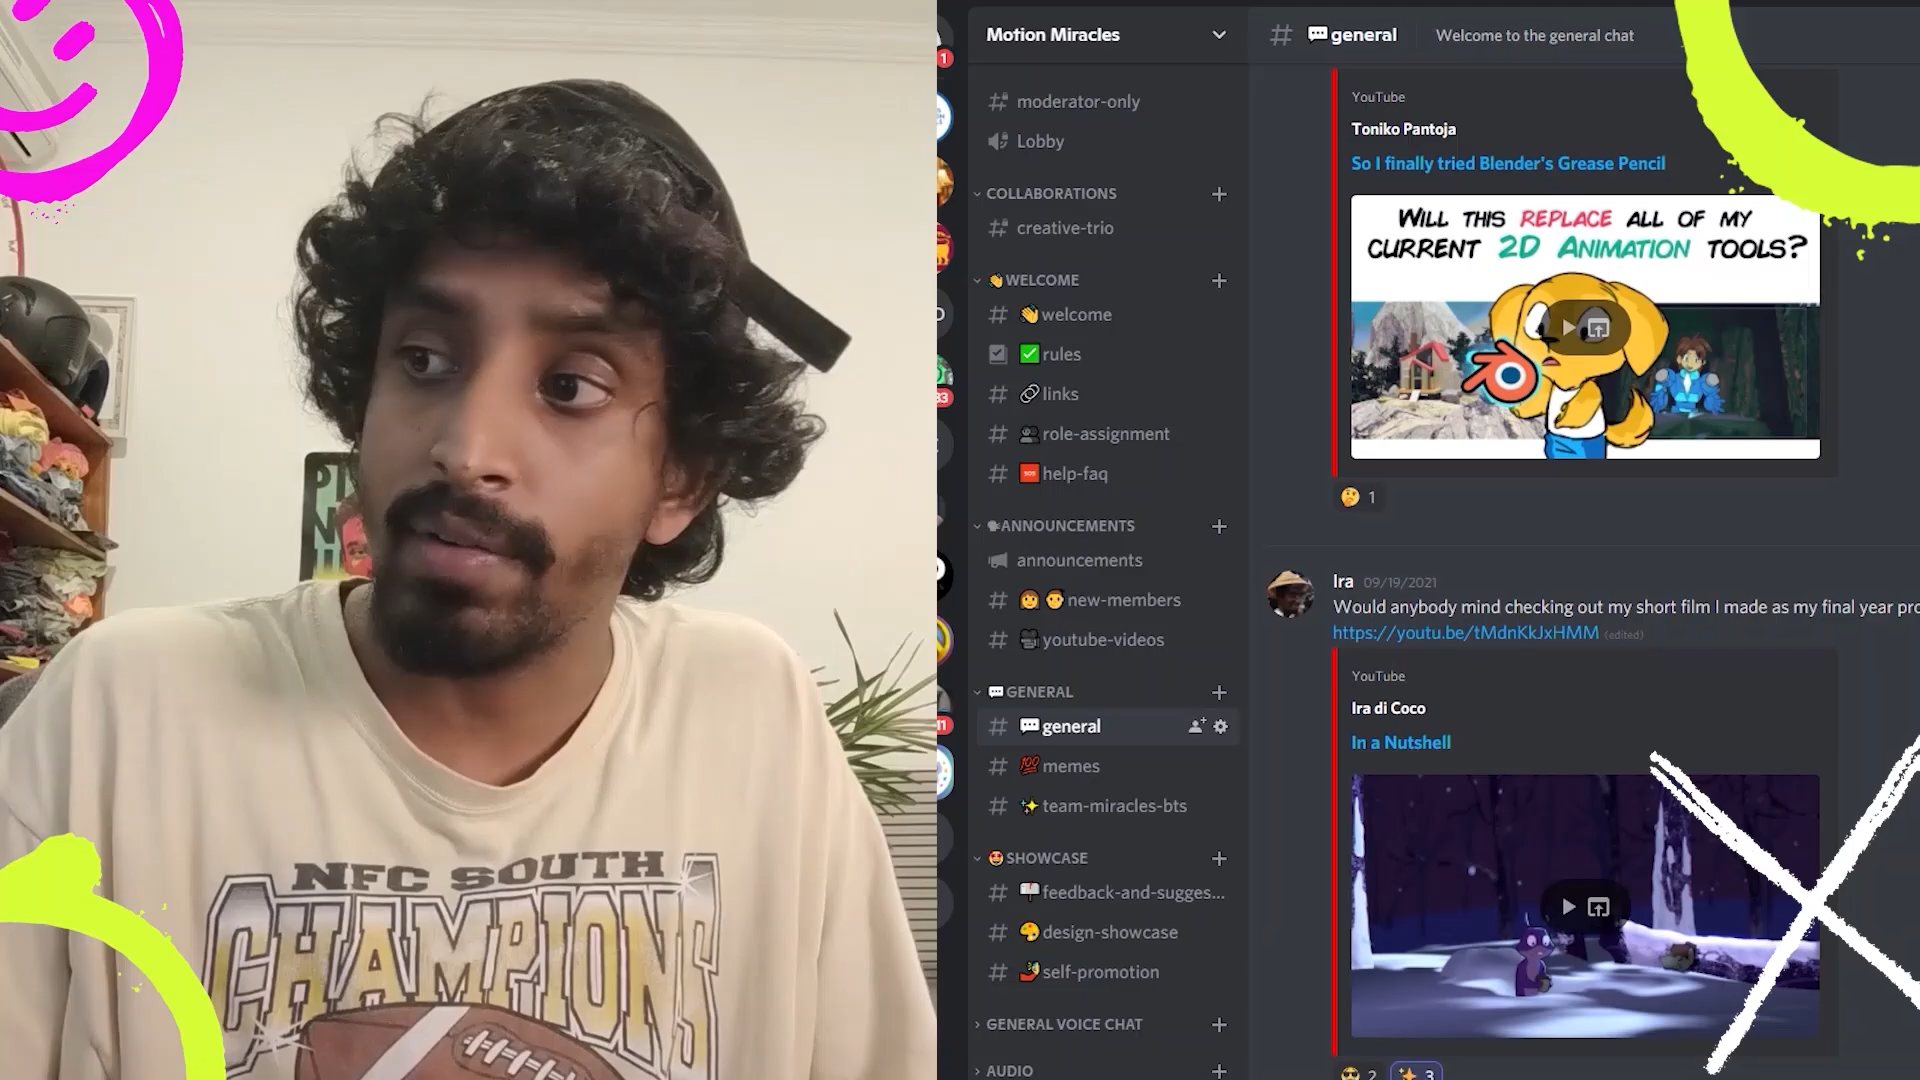 NFC SOUTH
CHAMPIONS
1
33
11
Motion Miracles
moderator-only
Lobby
COLLABORATIONS
creative-trio
WELCOME
welcome
rules
links
role-assignment
help-faq
ANNOUNCEMENTS
announcements
new-members
youtube-videos
GENERAL
general
memes
team-miracles-bts
SHOWCASE
feedback-and-sugges...
design-showcase
self-promotion
GENERAL VOICE CHAT
AUDIO
general
Welcome to the general chat
YouTube
Toniko Pantoja
So I finally tried Blender's Grease Pencil
WILL THIS REPLACE ALL OF MY
CURRENT 2D ANIMATION TOOLS?
1
Ira 09/19/2021
Would anybody mind checking out my short film I made as my final year pro
https://youtu.be/tMdnKkJxHMM (edited)
YouTube
Ira di Coco
In a Nutshell
2
3